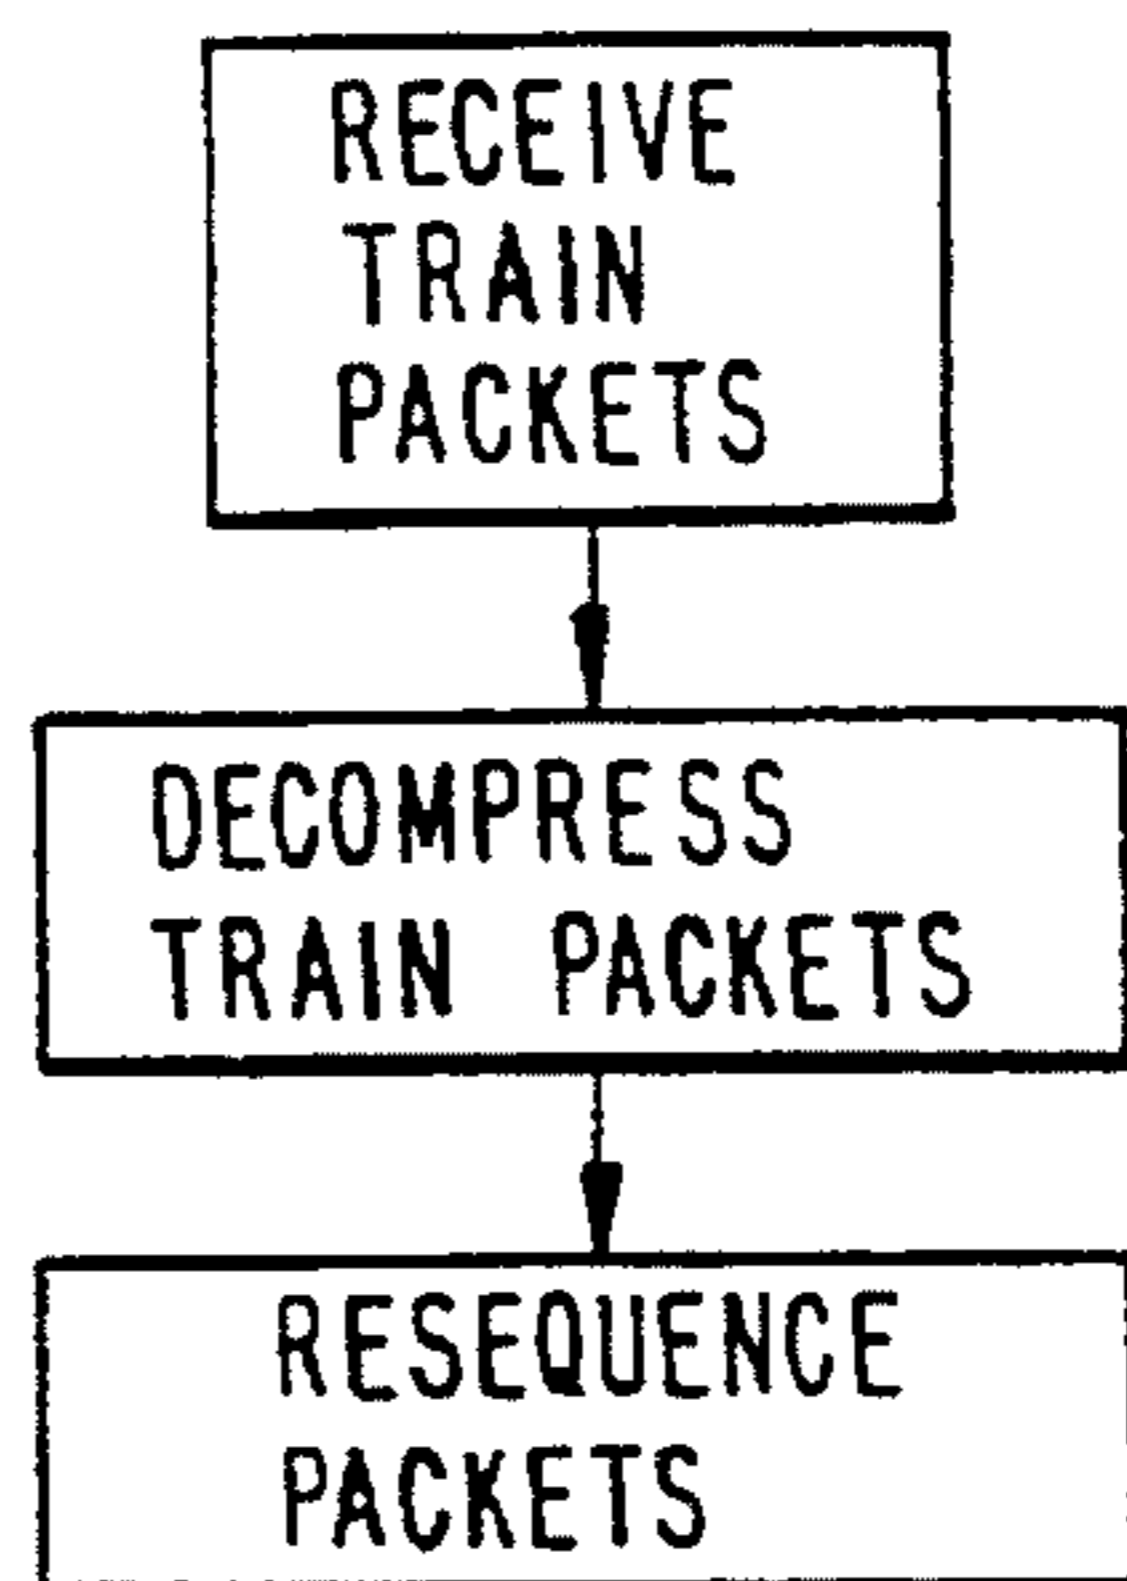 RECEIVE
TRAIN
PACKETS
DECOMPRESS
TRAIN PACKETS
RESEQUENCE
PACKETS